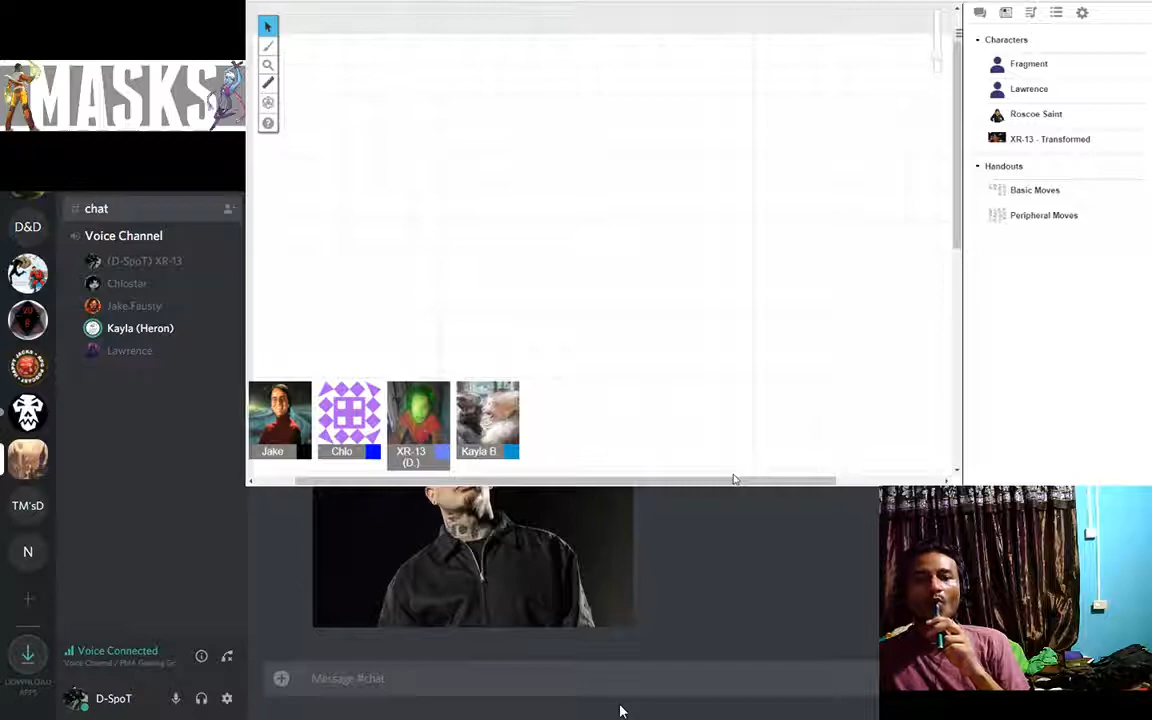 MASKS
D&D
TM'sD
N
DOWNLOAD
APPS
chat
Voice Channel
(D-SpoT) XR-13
Chlostar
Jake Fausty
Kayla (Heron)
Lawrence
Voice Connected
D-SpoT
Jake
Chlo
XR-13
(D.)
Kayla B
Message #chat
Characters
Fragment
Lawrence
Roscoe Saint
XR-13 - Transformed
Handouts
Basic Moves
Peripheral Moves